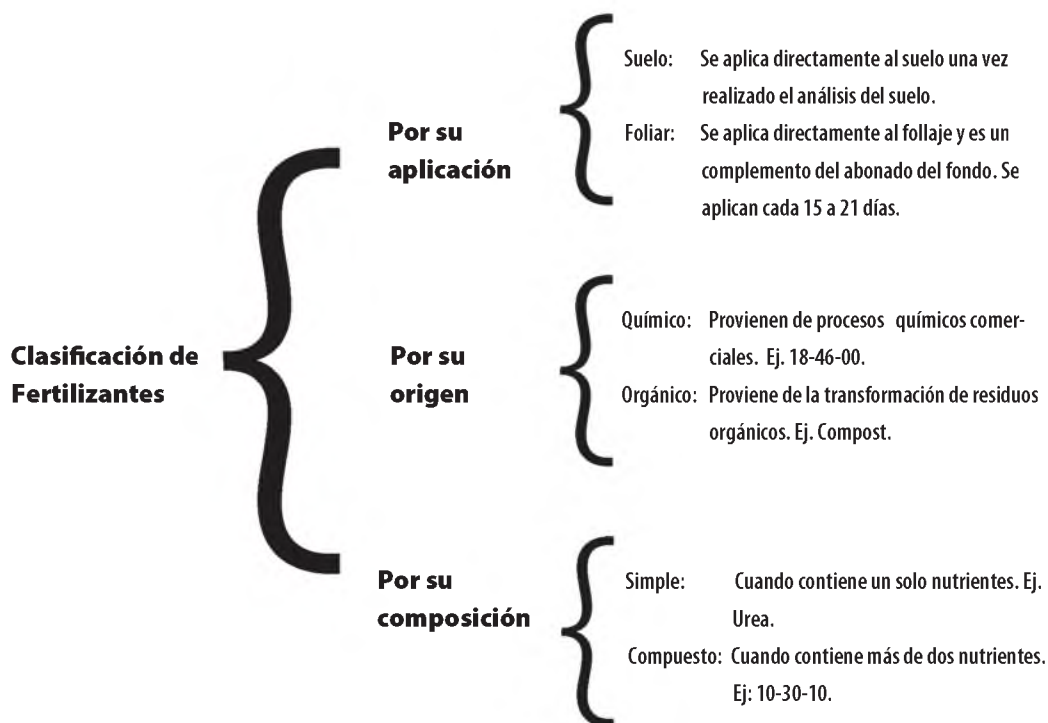 Clasificación de
Fertilizantes
Por su
aplicación
Suelo: Se aplica directamente al suelo una vez
realizado el análisis del suelo.
Foliar: Se aplica directamente al follaje y es un
complemento del abonado del fondo. Se
aplican cada 15 a 21 días.
Por su
origen
Químico: Provienen de procesos químicos comer-
ciales. Ej. 18-46-00.
Orgánico: Proviene de la transformación de residuos
orgánicos. Ej. Compost.
Por su
composición
Simple: Cuando contiene un solo nutrientes. Ej.
Urea.
Compuesto: Cuando contiene más de dos nutrientes.
Ej: 10-30-10.